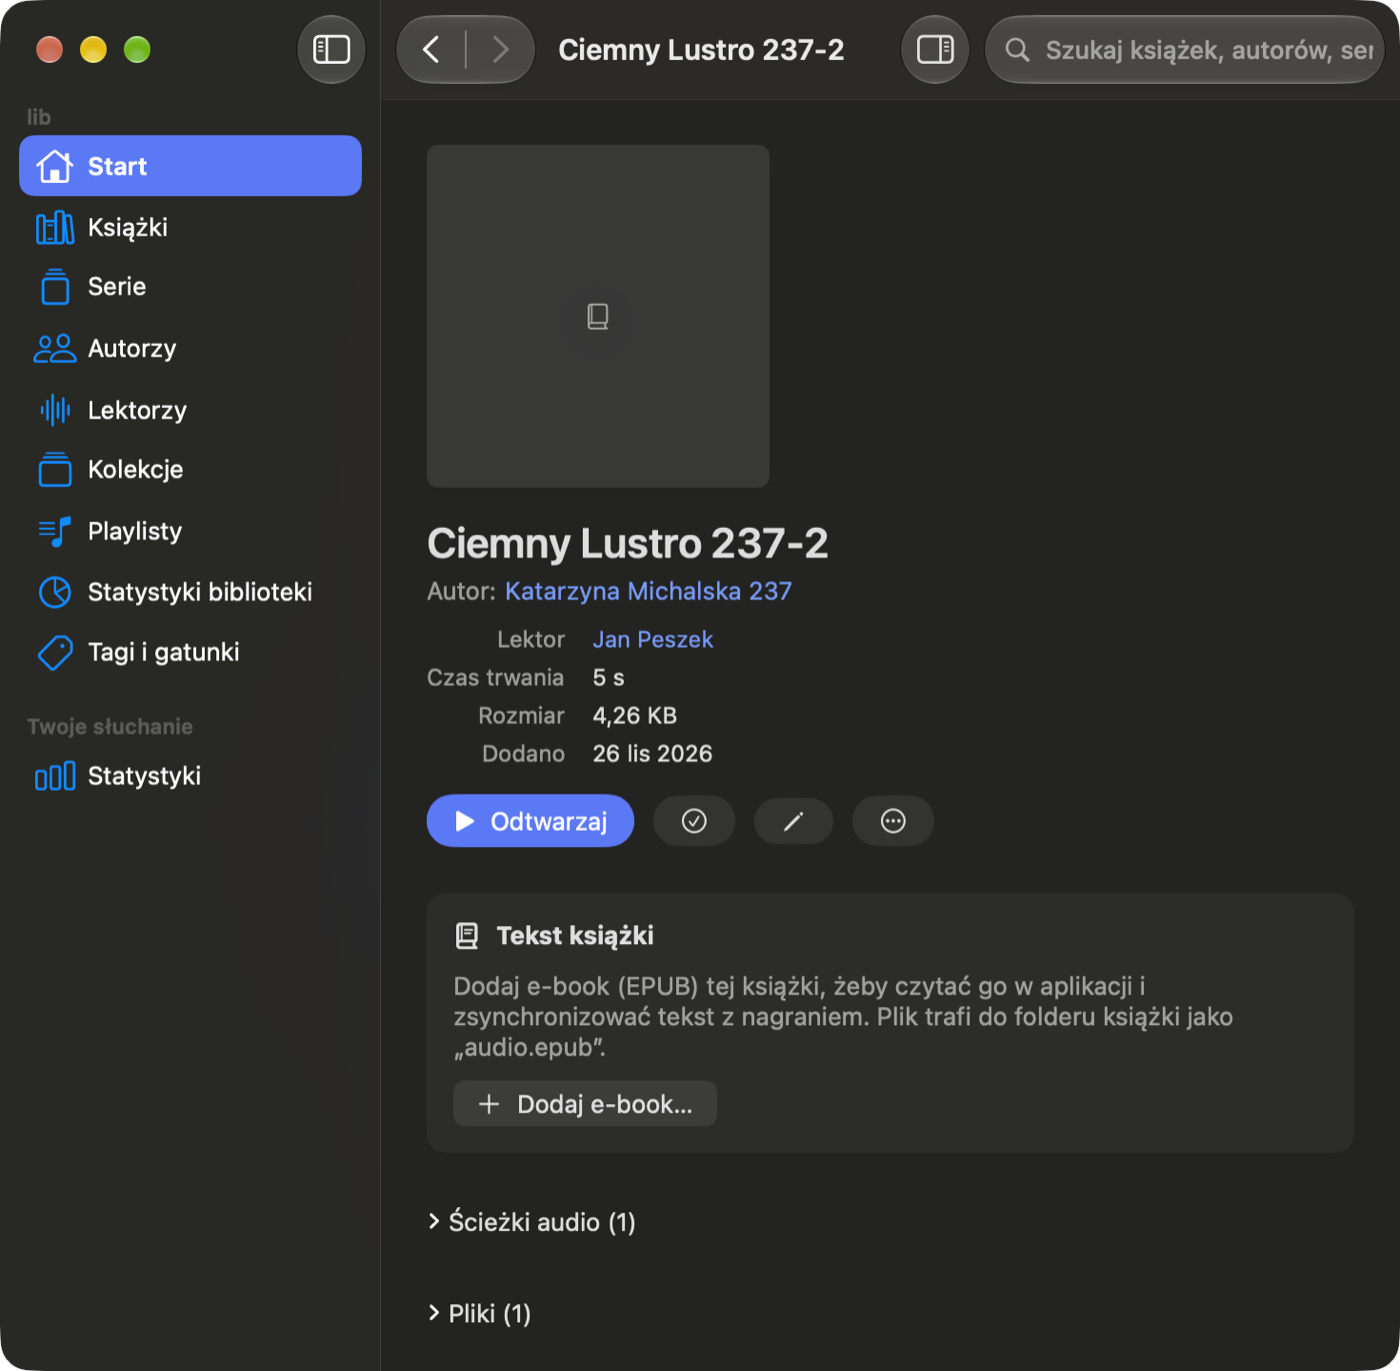 Ciemny Lustro 237-2
Szukaj książek, autorów, ser
lib
Start
Książki
Serie
Autorzy
Lektorzy
Kolekcje
Playlisty
Statystyki biblioteki
Tagi i gatunki
Twoje słuchanie
Statystyki
Ciemny Lustro 237-2
Autor: Katarzyna Michalska 237
Lektor Jan Peszek
Czas trwania 5 s
Rozmiar 4,26 KB
Dodano 26 lis 2026
Odtwarzaj
Tekst książki
Dodaj e-book (EPUB) tej książki, żeby czytać go w aplikacji i
zsynchronizować tekst z nagraniem. Plik trafi do folderu książki jako
„audio.epub”.
Dodaj e-book...
Ścieżki audio (1)
Pliki (1)